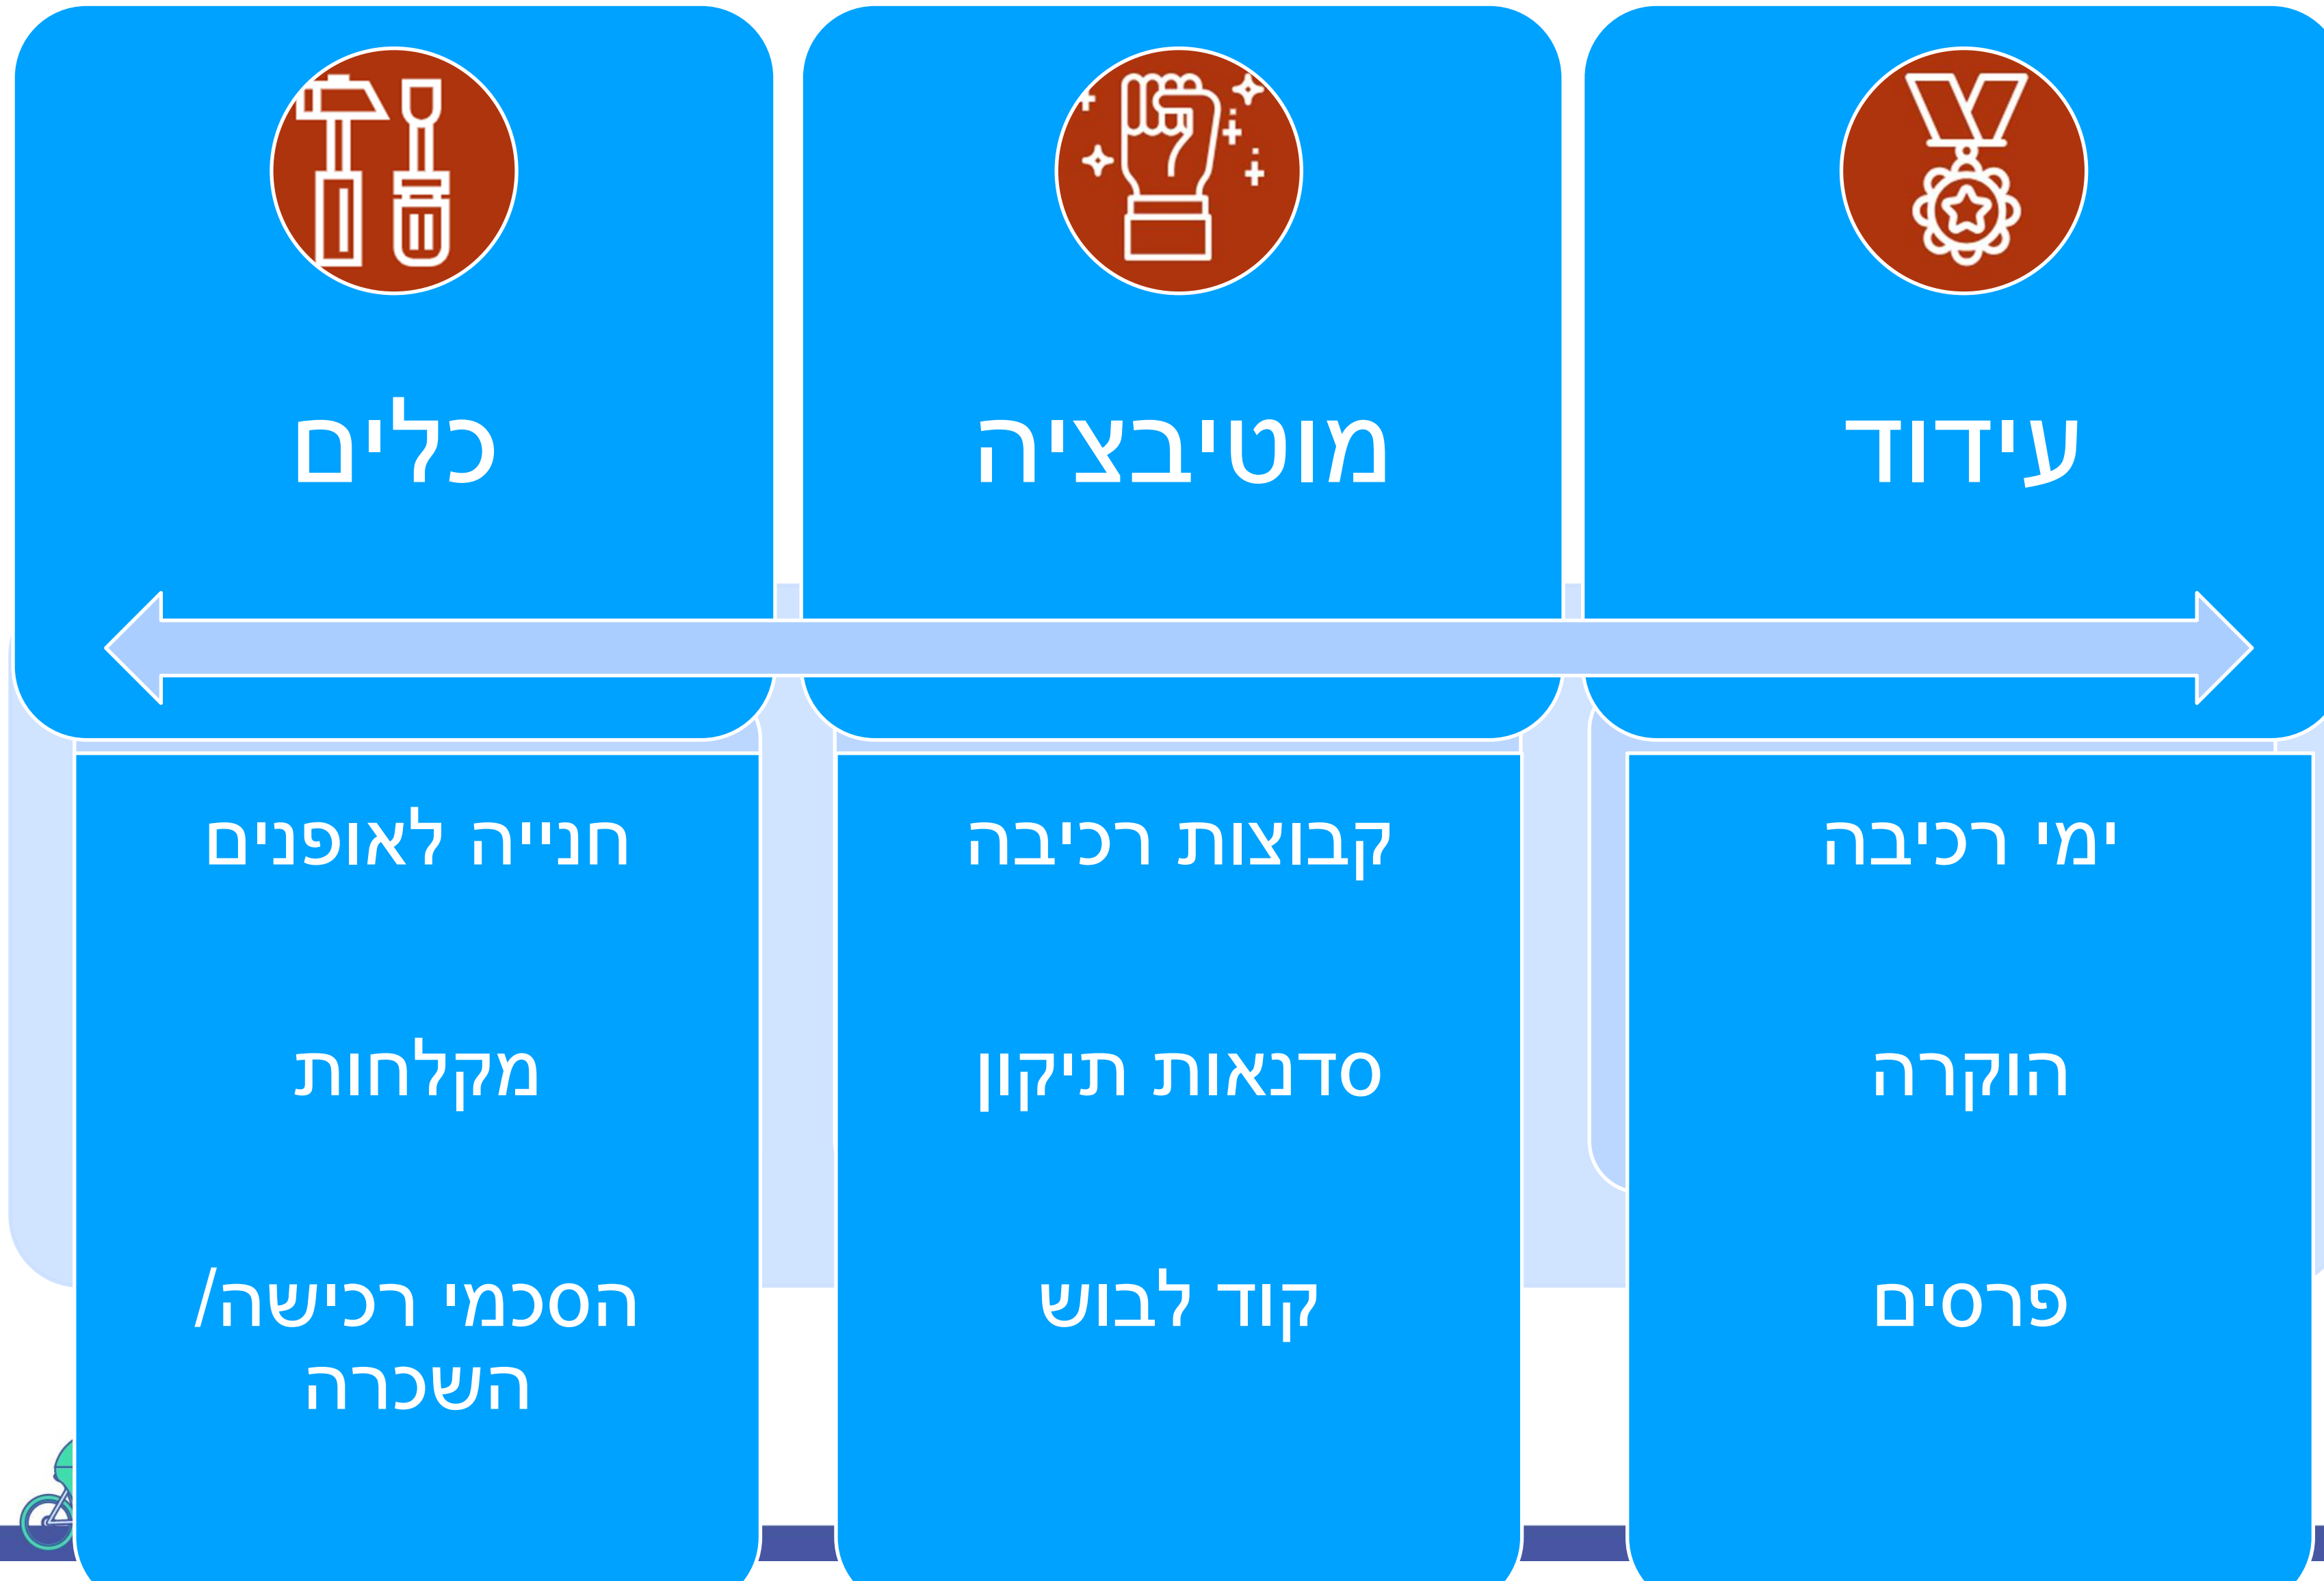 עידוד
ימי רכיבה
הוקרה
פרסים
מוטיבציה
קבוצות רכיבה
סדנאות תיקון
קוד לבוש
כלים
חנייה לאופנים
מקלחות
הסכמי רכישה/
השכרה